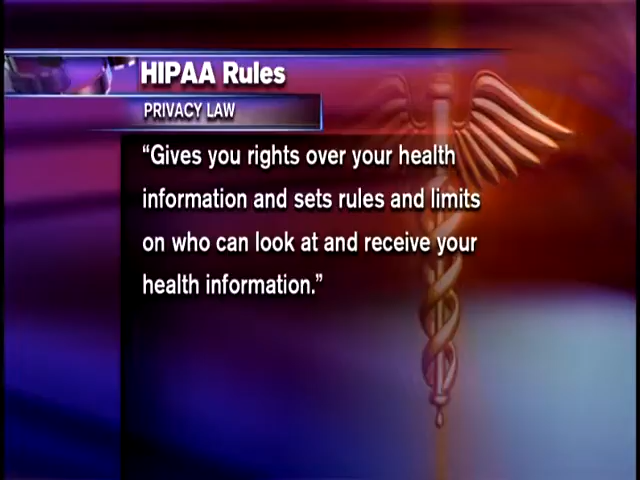 HIPAA Rules
PRIVACY LAW
“Gives you rights over your health
information and sets rules and limits
on who can look at and receive your
health information.”